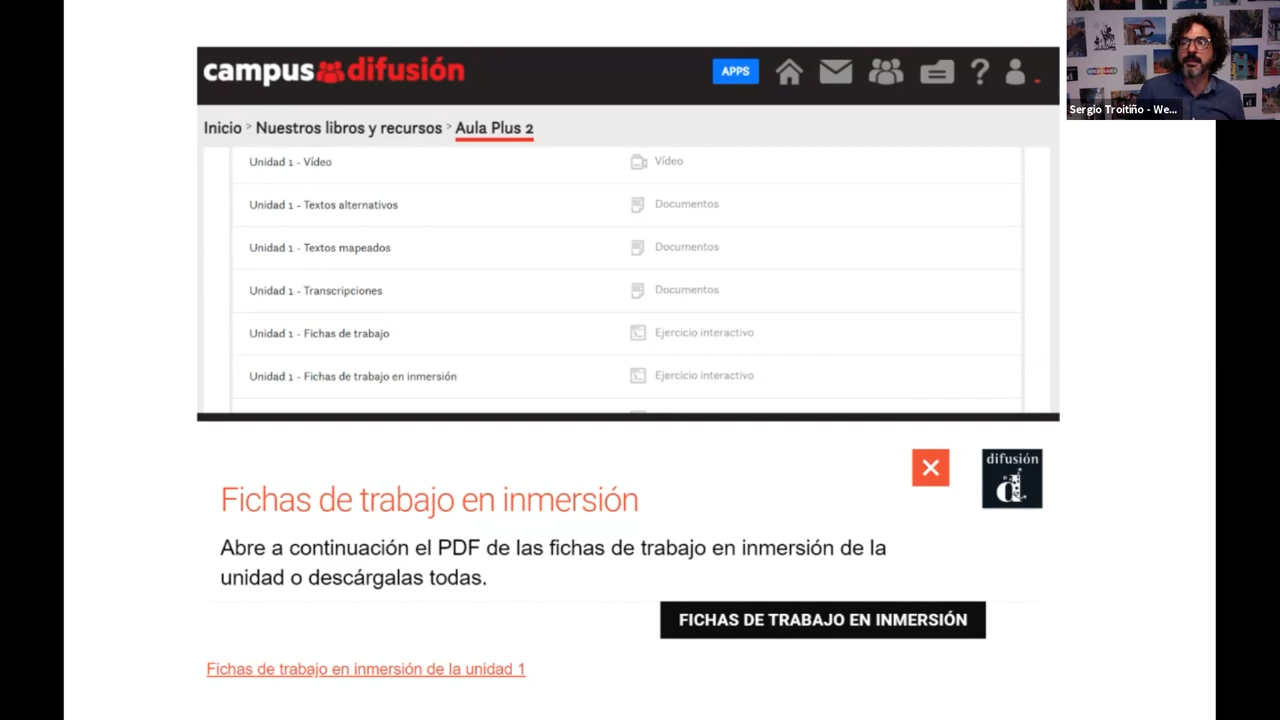 campus difusión
APPS
Sergio Troitiño - We...
Inicio > Nuestros libros y recursos > Aula Plus 2
Unidad 1 - Vídeo Vídeo
Unidad 1 - Textos alternativos Documentos
Unidad 1 - Textos mapeados Documentos
Unidad 1 - Transcripciones Documentos
Unidad 1 - Fichas de trabajo Ejercicio interactivo
Unidad 1 - Fichas de trabajo en inmersión Ejercicio interactivo
difusión
Fichas de trabajo en inmersión
Abre a continuación el PDF de las fichas de trabajo en inmersión de la
unidad o descárgalas todas.
FICHAS DE TRABAJO EN INMERSIÓN
Fichas de trabajo en inmersión de la unidad 1